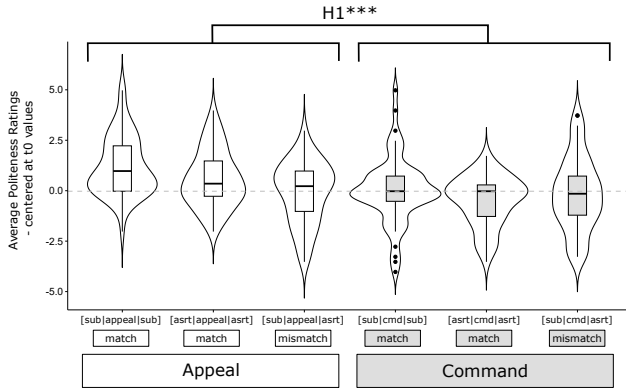 H1***
Average Politeness Ratings
- centered at t0 values
5.0
2.5
0.0
-2.5
-5.0
[sub|appeal|sub] [asrt|appeal|asrt] [sub|appeal|asrt] [sub|cmd|sub] [asrt|cmd|asrt] [sub|cmd|asrt]
match match mismatch match match mismatch
Appeal Command